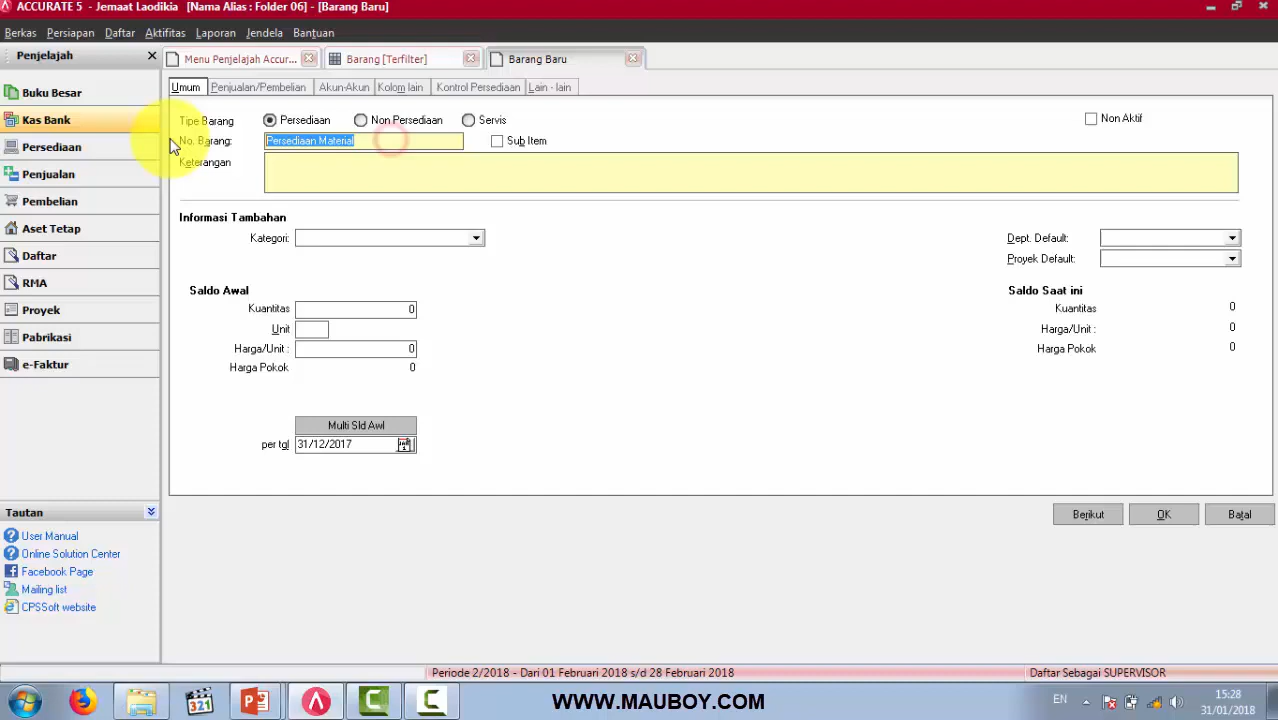 ACCURATE 5 - Jemaat Laodikia [Nama Alias : Folder 06] - [Barang Baru]
Berkas Persiapan Daftar Aktifitas Laporan Jendela Bantuan
Penjelajah
Menu Penjelajah Accur...
Barang [Terfilter]
Barang Baru
Buku Besar
Kas Bank
Persediaan
Penjualan
Pembelian
Aset Tetap
Daftar
RMA
Proyek
Pabrikasi
e-Faktur
Tautan
User Manual
Online Solution Center
Facebook Page
Mailing list
CPSSoft website
Umum Penjualan/Pembelian Akun-Akun Kolom lain Kontrol Persediaan Lain - lain
Tipe Barang Persediaan Non Persediaan Servis Non Aktif
No. Barang: Persediaan Material Sub Item
Keterangan
Informasi Tambahan
Kategori: Dept. Default:
Proyek Default:
Saldo Awal Saldo Saat ini
Kuantitas 0 Kuantitas 0
Unit Harga/Unit : 0
Harga/Unit : 0 Harga Pokok 0
Harga Pokok 0
Multi Sld Awl
per tgl 31/12/2017
Berikut OK Batal
Periode 2/2018 - Dari 01 Februari 2018 s/d 28 Februari 2018 Daftar Sebagai SUPERVISOR
321
WWW.MAUBOY.COM
EN
15:28
31/01/2018